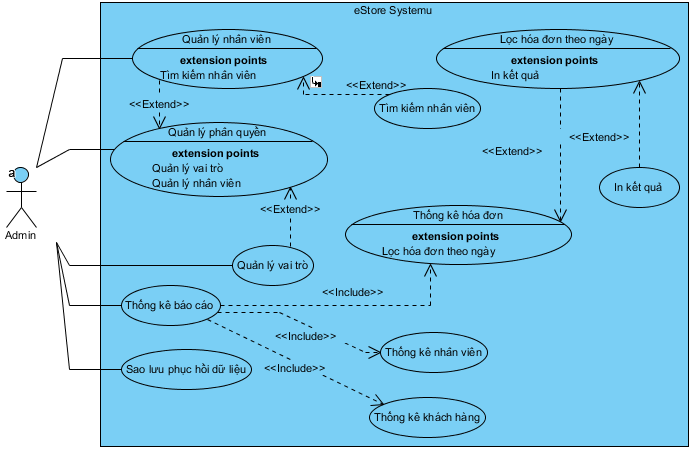 eStore Systemu
Quản lý nhân viên
extension points
Tìm kiếm nhân viên
Lọc hóa đơn theo ngày
extension points
In kết quả
<<Extend>>
Tìm kiếm nhân viên
<<Extend>>
Quản lý phân quyền
extension points
Quản lý vai trò
Quản lý nhân viên
<<Extend>>
<<Extend>>
In kết quả
a
Admin
<<Extend>>
Quản lý vai trò
Thống kê hóa đơn
extension points
Lọc hóa đơn theo ngày
Thống kê báo cáo
<<Include>>
<<Include>>
Thống kê nhân viên
Sao lưu phục hồi dữ liệu
<<Include>>
Thống kê khách hàng